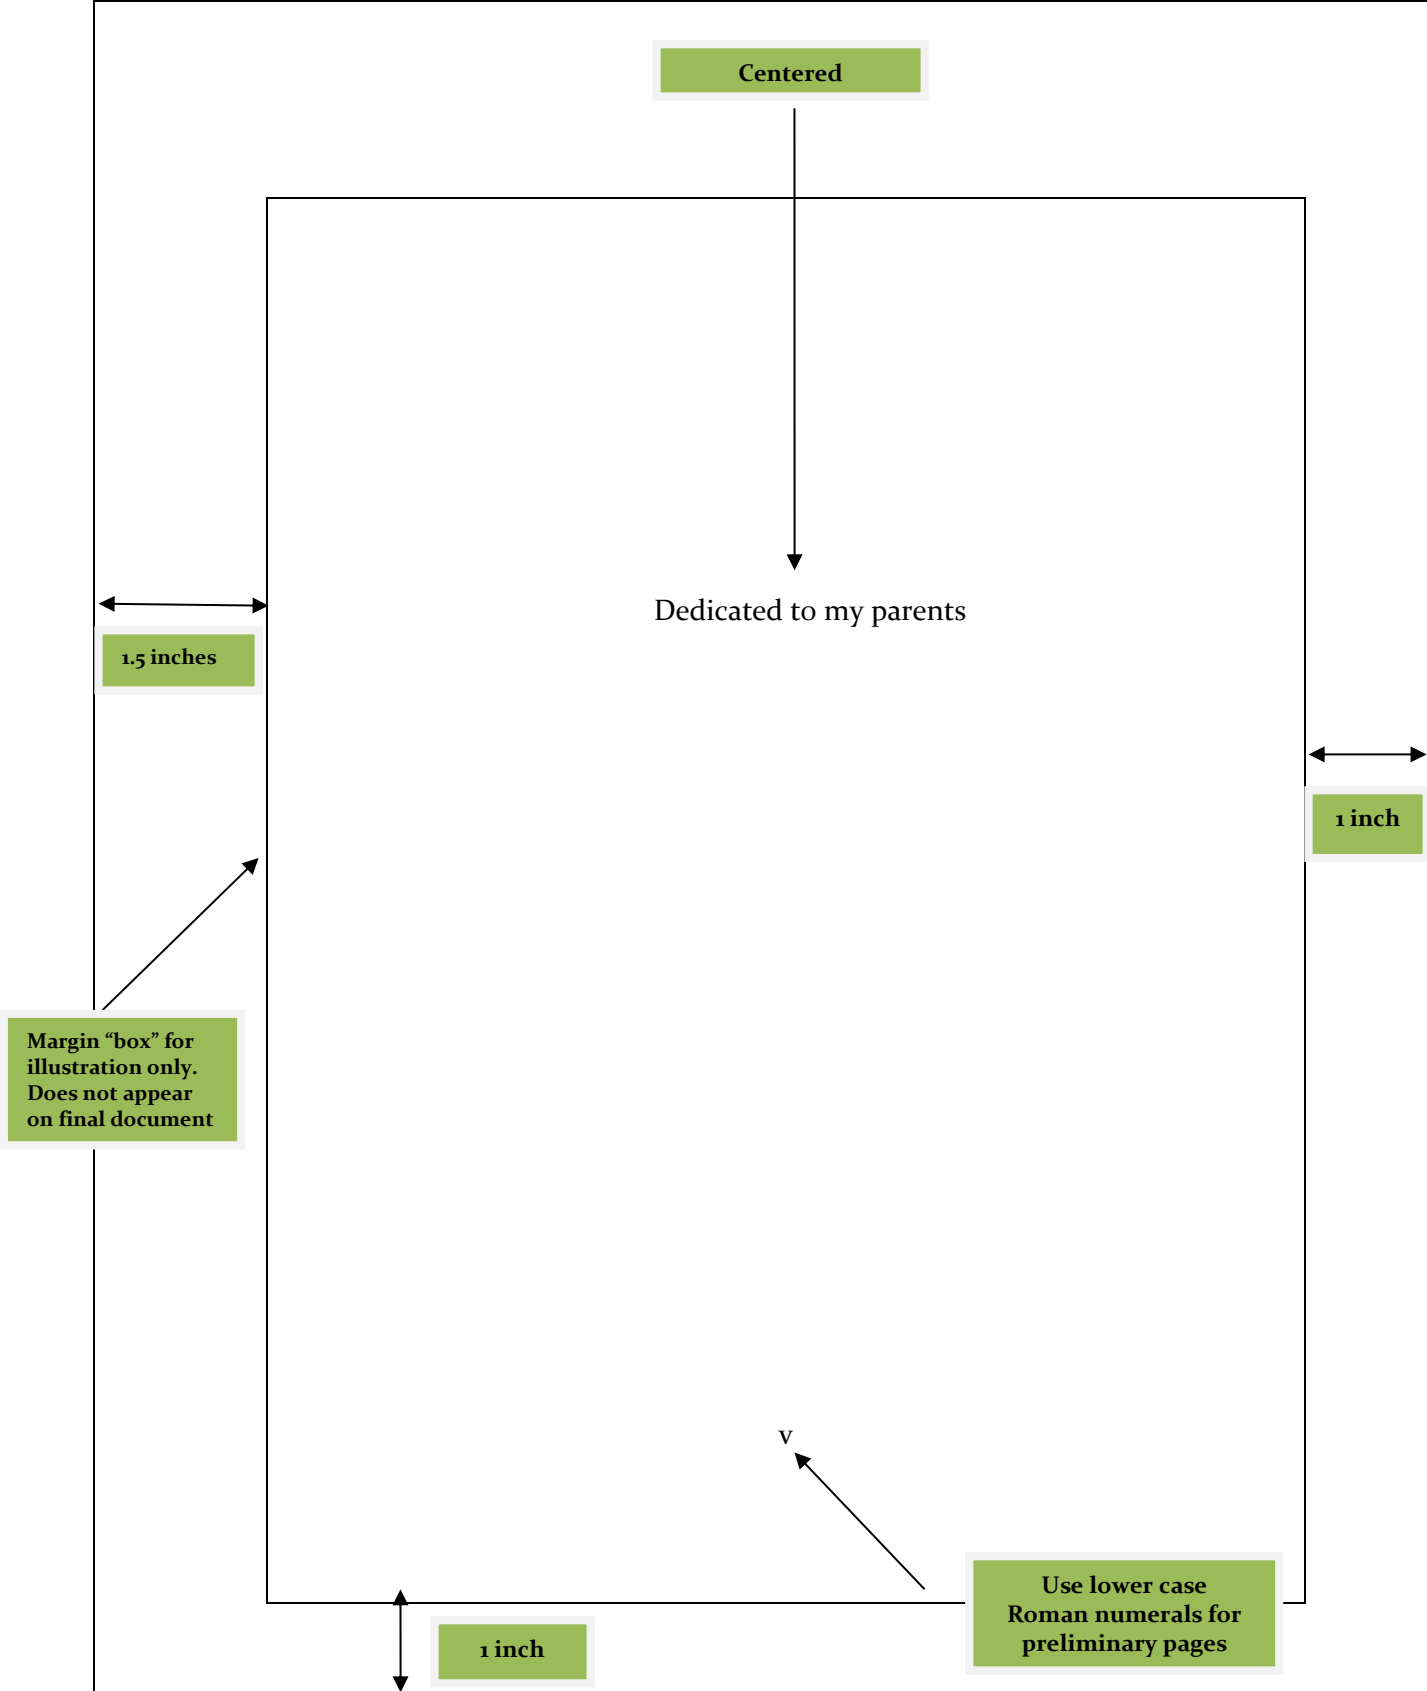 Centered
Dedicated to my parents
1.5 inches
1 inch
Margin “box” for
illustration only.
Does not appear
on final document
v
Use lower case
Roman numerals for
preliminary pages
1 inch